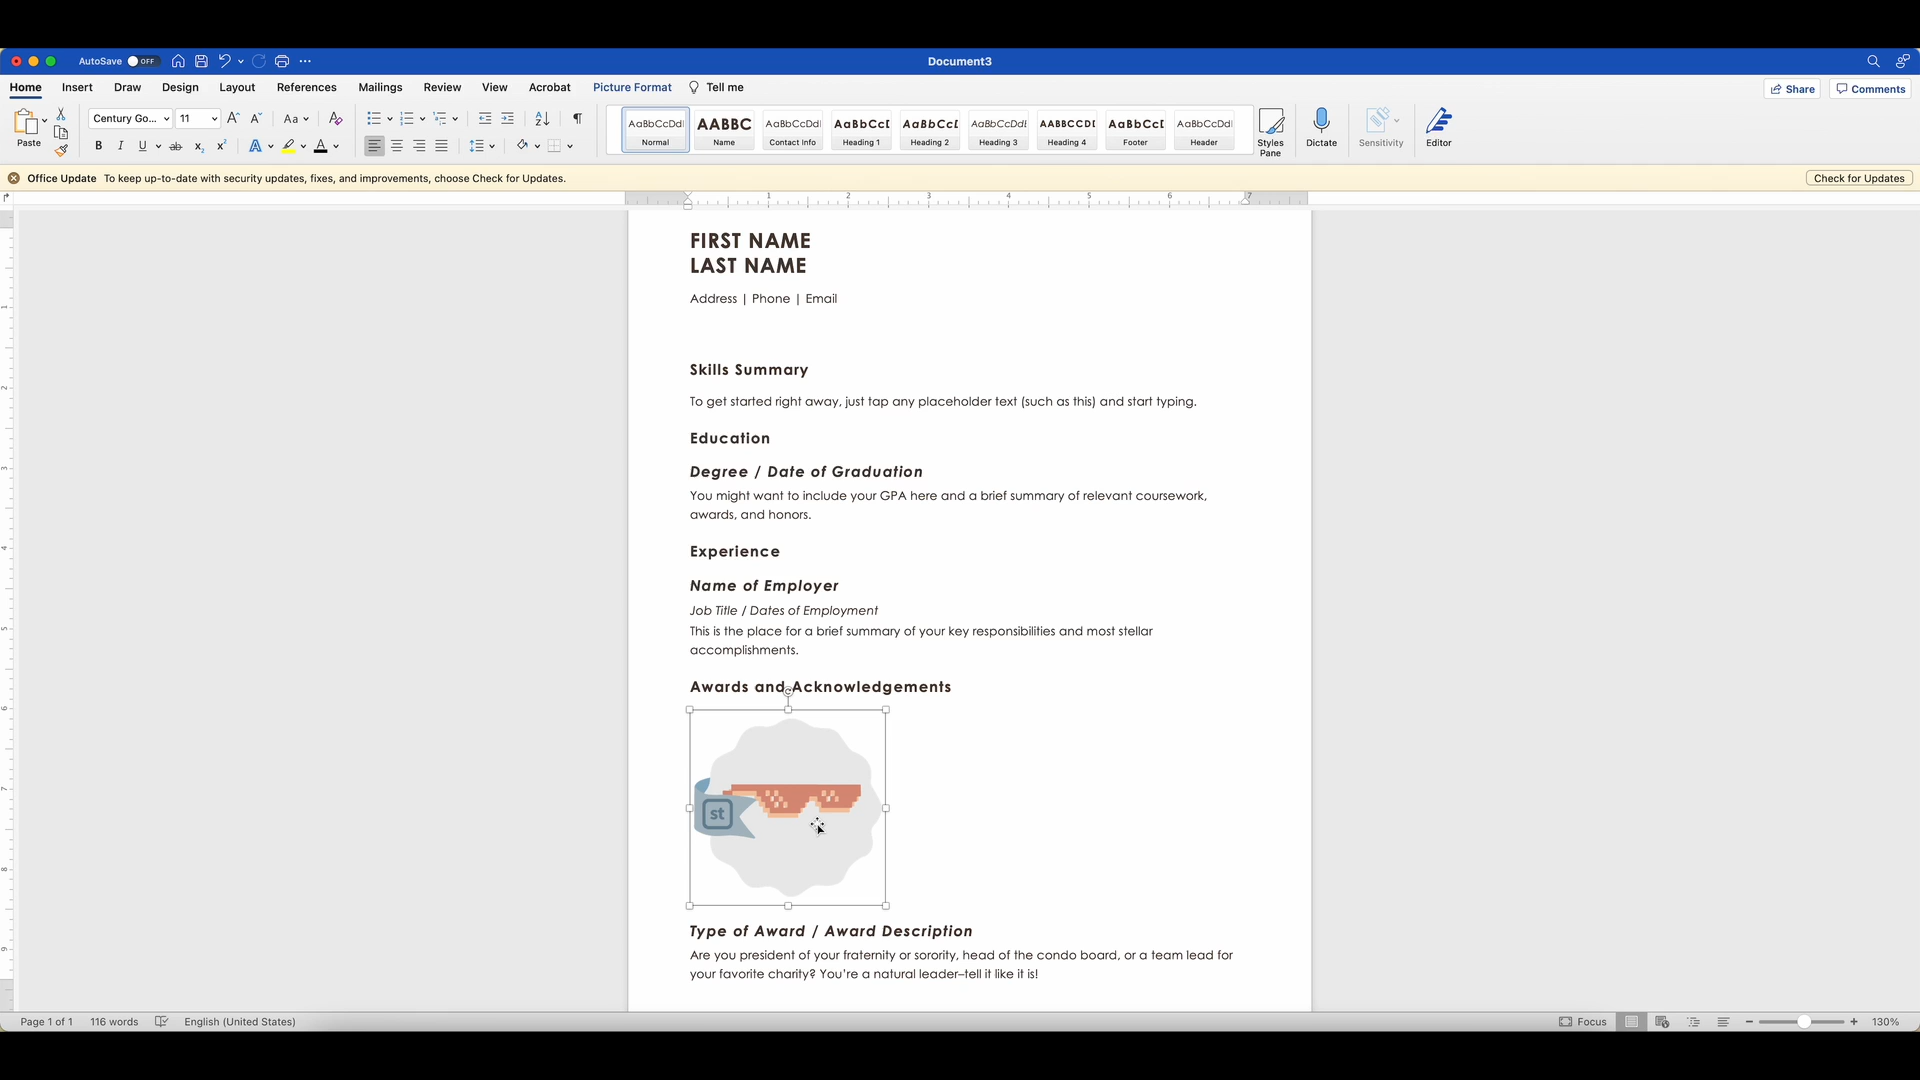 AutoSave OFF
Document3
Home Insert Draw Design Layout References Mailings Review View Acrobat Picture Format Tell me
Share Comments
Paste
Century Go... 11
Aa
AaBbCcDdI AABBC AaBbCcDdI AaBbCcI AaBbCcI AaBbCcDdI AABBCCDI AaBbCcI AaBbCcDdI
Normal Name Contact Info Heading 1 Heading 2 Heading 3 Heading 4 Footer Header
Styles Pane
Dictate
Sensitivity
Editor
Office Update To keep up-to-date with security updates, fixes, and improvements, choose Check for Updates.
Check for Updates
1 2 3 4 5 6 7
FIRST NAME
LAST NAME
Address | Phone | Email
Skills Summary
To get started right away, just tap any placeholder text (such as this) and start typing.
Education
Degree / Date of Graduation
You might want to include your GPA here and a brief summary of relevant coursework,
awards, and honors.
Experience
Name of Employer
Job Title / Dates of Employment
This is the place for a brief summary of your key responsibilities and most stellar
accomplishments.
Awards and Acknowledgements
st
Type of Award / Award Description
Are you president of your fraternity or sorority, head of the condo board, or a team lead for
your favorite charity? You're a natural leader–tell it like it is!
Page 1 of 1 116 words English (United States)
Focus 130%